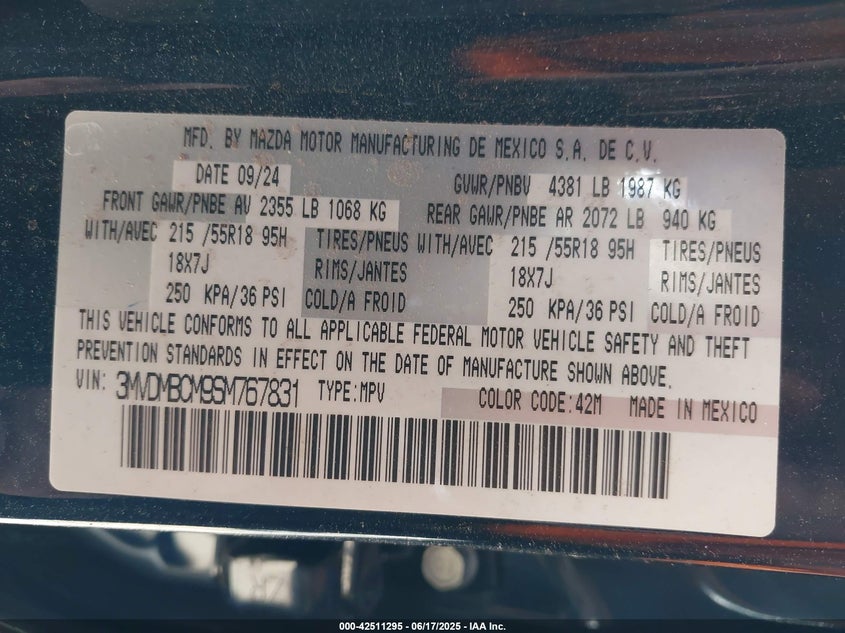 MFD. BY MAZDA MOTOR MANUFACTURING DE MEXICO S.A. DE C.V.
DATE 09/24 GVWR/PNBV 4381 LB 1987 KG
FRONT GAWR/PNBE AV 2355 LB 1068 KG REAR GAWR/PNBE AR 2072 LB 940 KG
WITH/AVEC 215 /55R18 95H TIRES/PNEUS WITH/AVEC 215 /55R18 95H TIRES/PNEUS
18X7J RIMS/JANTES 18X7J RIMS/JANTES
250 KPA/36 PSI COLD/A FROID 250 KPA/36 PSI COLD/A FROID
THIS VEHICLE CONFORMS TO ALL APPLICABLE FEDERAL MOTOR VEHICLE SAFETY AND THEFT
PREVENTION STANDARDS IN EFFECT ON THE DATE OF MANUFACTURE SHOWN ABOVE.
VIN: 3MVDMBCM9SM767831 TYPE:MPV COLOR CODE:42M MADE IN MEXICO
000-42511295 - 06/17/2025 - IAA Inc.